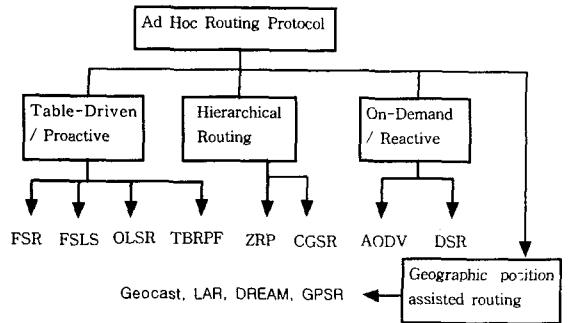 Ad Hoc Routing Protocol
Table-Driven
/ Proactive
Hierarchical
Routing
On-Demand
/ Reactive
FSR FSLS OLSR TBRPF ZRP CGSR AODV DSR
Geographic position
assisted routing
Geocast, LAR, DREAM, GPSR